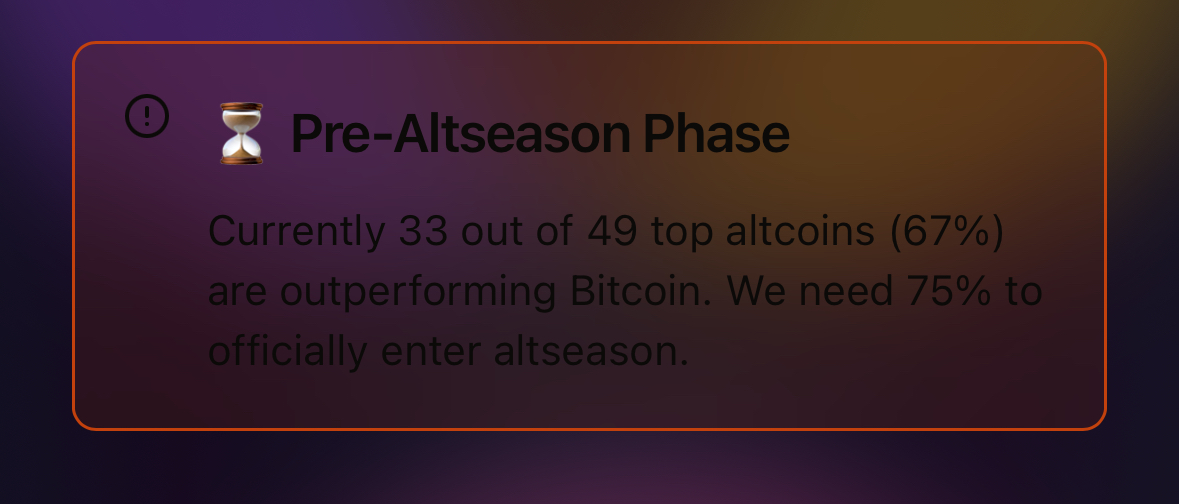 ⏳ Pre-Altseason Phase
Currently 33 out of 49 top altcoins (67%)
are outperforming Bitcoin. We need 75% to
officially enter altseason.